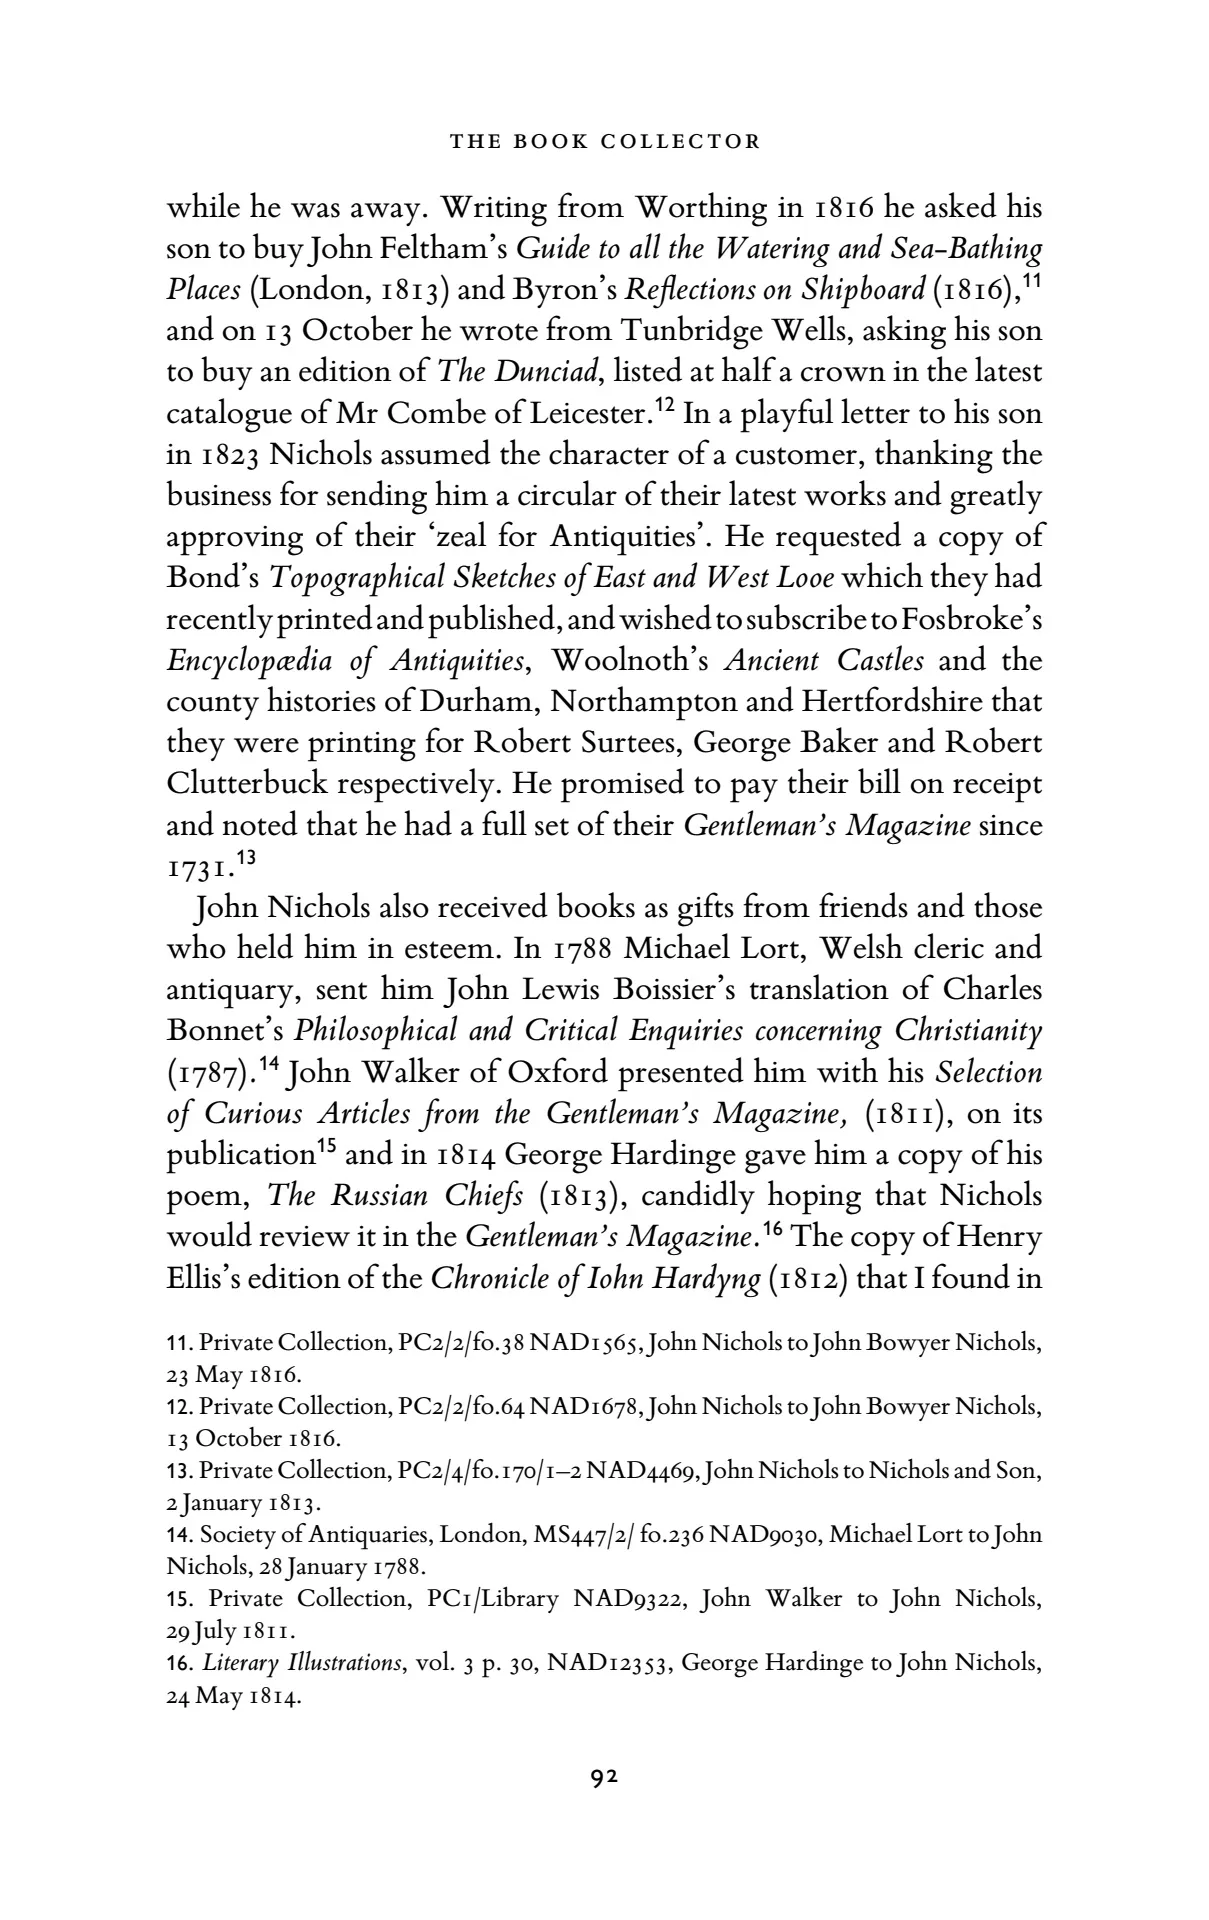 THE BOOK COLLECTOR
while he was away. Writing from Worthing in 1816 he asked his
son to buy John Feltham’s Guide to all the Watering and Sea-Bathing
Places (London, 1813) and Byron’s Reflections on Shipboard (1816),11
and on 13 October he wrote from Tunbridge Wells, asking his son
to buy an edition of The Dunciad, listed at half a crown in the latest
catalogue of Mr Combe of Leicester.12 In a playful letter to his son
in 1823 Nichols assumed the character of a customer, thanking the
business for sending him a circular of their latest works and greatly
approving of their ‘zeal for Antiquities’. He requested a copy of
Bond’s Topographical Sketches of East and West Looe which they had
recently printed and published, and wished to subscribe to Fosbroke’s
Encyclopædia of Antiquities, Woolnoth’s Ancient Castles and the
county histories of Durham, Northampton and Hertfordshire that
they were printing for Robert Surtees, George Baker and Robert
Clutterbuck respectively. He promised to pay their bill on receipt
and noted that he had a full set of their Gentleman’s Magazine since
1731.13
John Nichols also received books as gifts from friends and those
who held him in esteem. In 1788 Michael Lort, Welsh cleric and
antiquary, sent him John Lewis Boissier’s translation of Charles
Bonnet’s Philosophical and Critical Enquiries concerning Christianity
(1787).14 John Walker of Oxford presented him with his Selection
of Curious Articles from the Gentleman’s Magazine, (1811), on its
publication15 and in 1814 George Hardinge gave him a copy of his
poem, The Russian Chiefs (1813), candidly hoping that Nichols
would review it in the Gentleman’s Magazine.16 The copy of Henry
Ellis’s edition of the Chronicle of Iohn Hardyng (1812) that I found in
11. Private Collection, PC2/2/fo.38 NAD1565, John Nichols to John Bowyer Nichols,
23 May 1816.
12. Private Collection, PC2/2/fo.64 NAD1678, John Nichols to John Bowyer Nichols,
13 October 1816.
13. Private Collection, PC2/4/fo.170/1–2 NAD4469, John Nichols to Nichols and Son,
2 January 1813.
14. Society of Antiquaries, London, MS447/2/ fo.236 NAD9030, Michael Lort to John
Nichols, 28 January 1788.
15. Private Collection, PC1/Library NAD9322, John Walker to John Nichols,
29 July 1811.
16. Literary Illustrations, vol. 3 p. 30, NAD12353, George Hardinge to John Nichols,
24 May 1814.
92